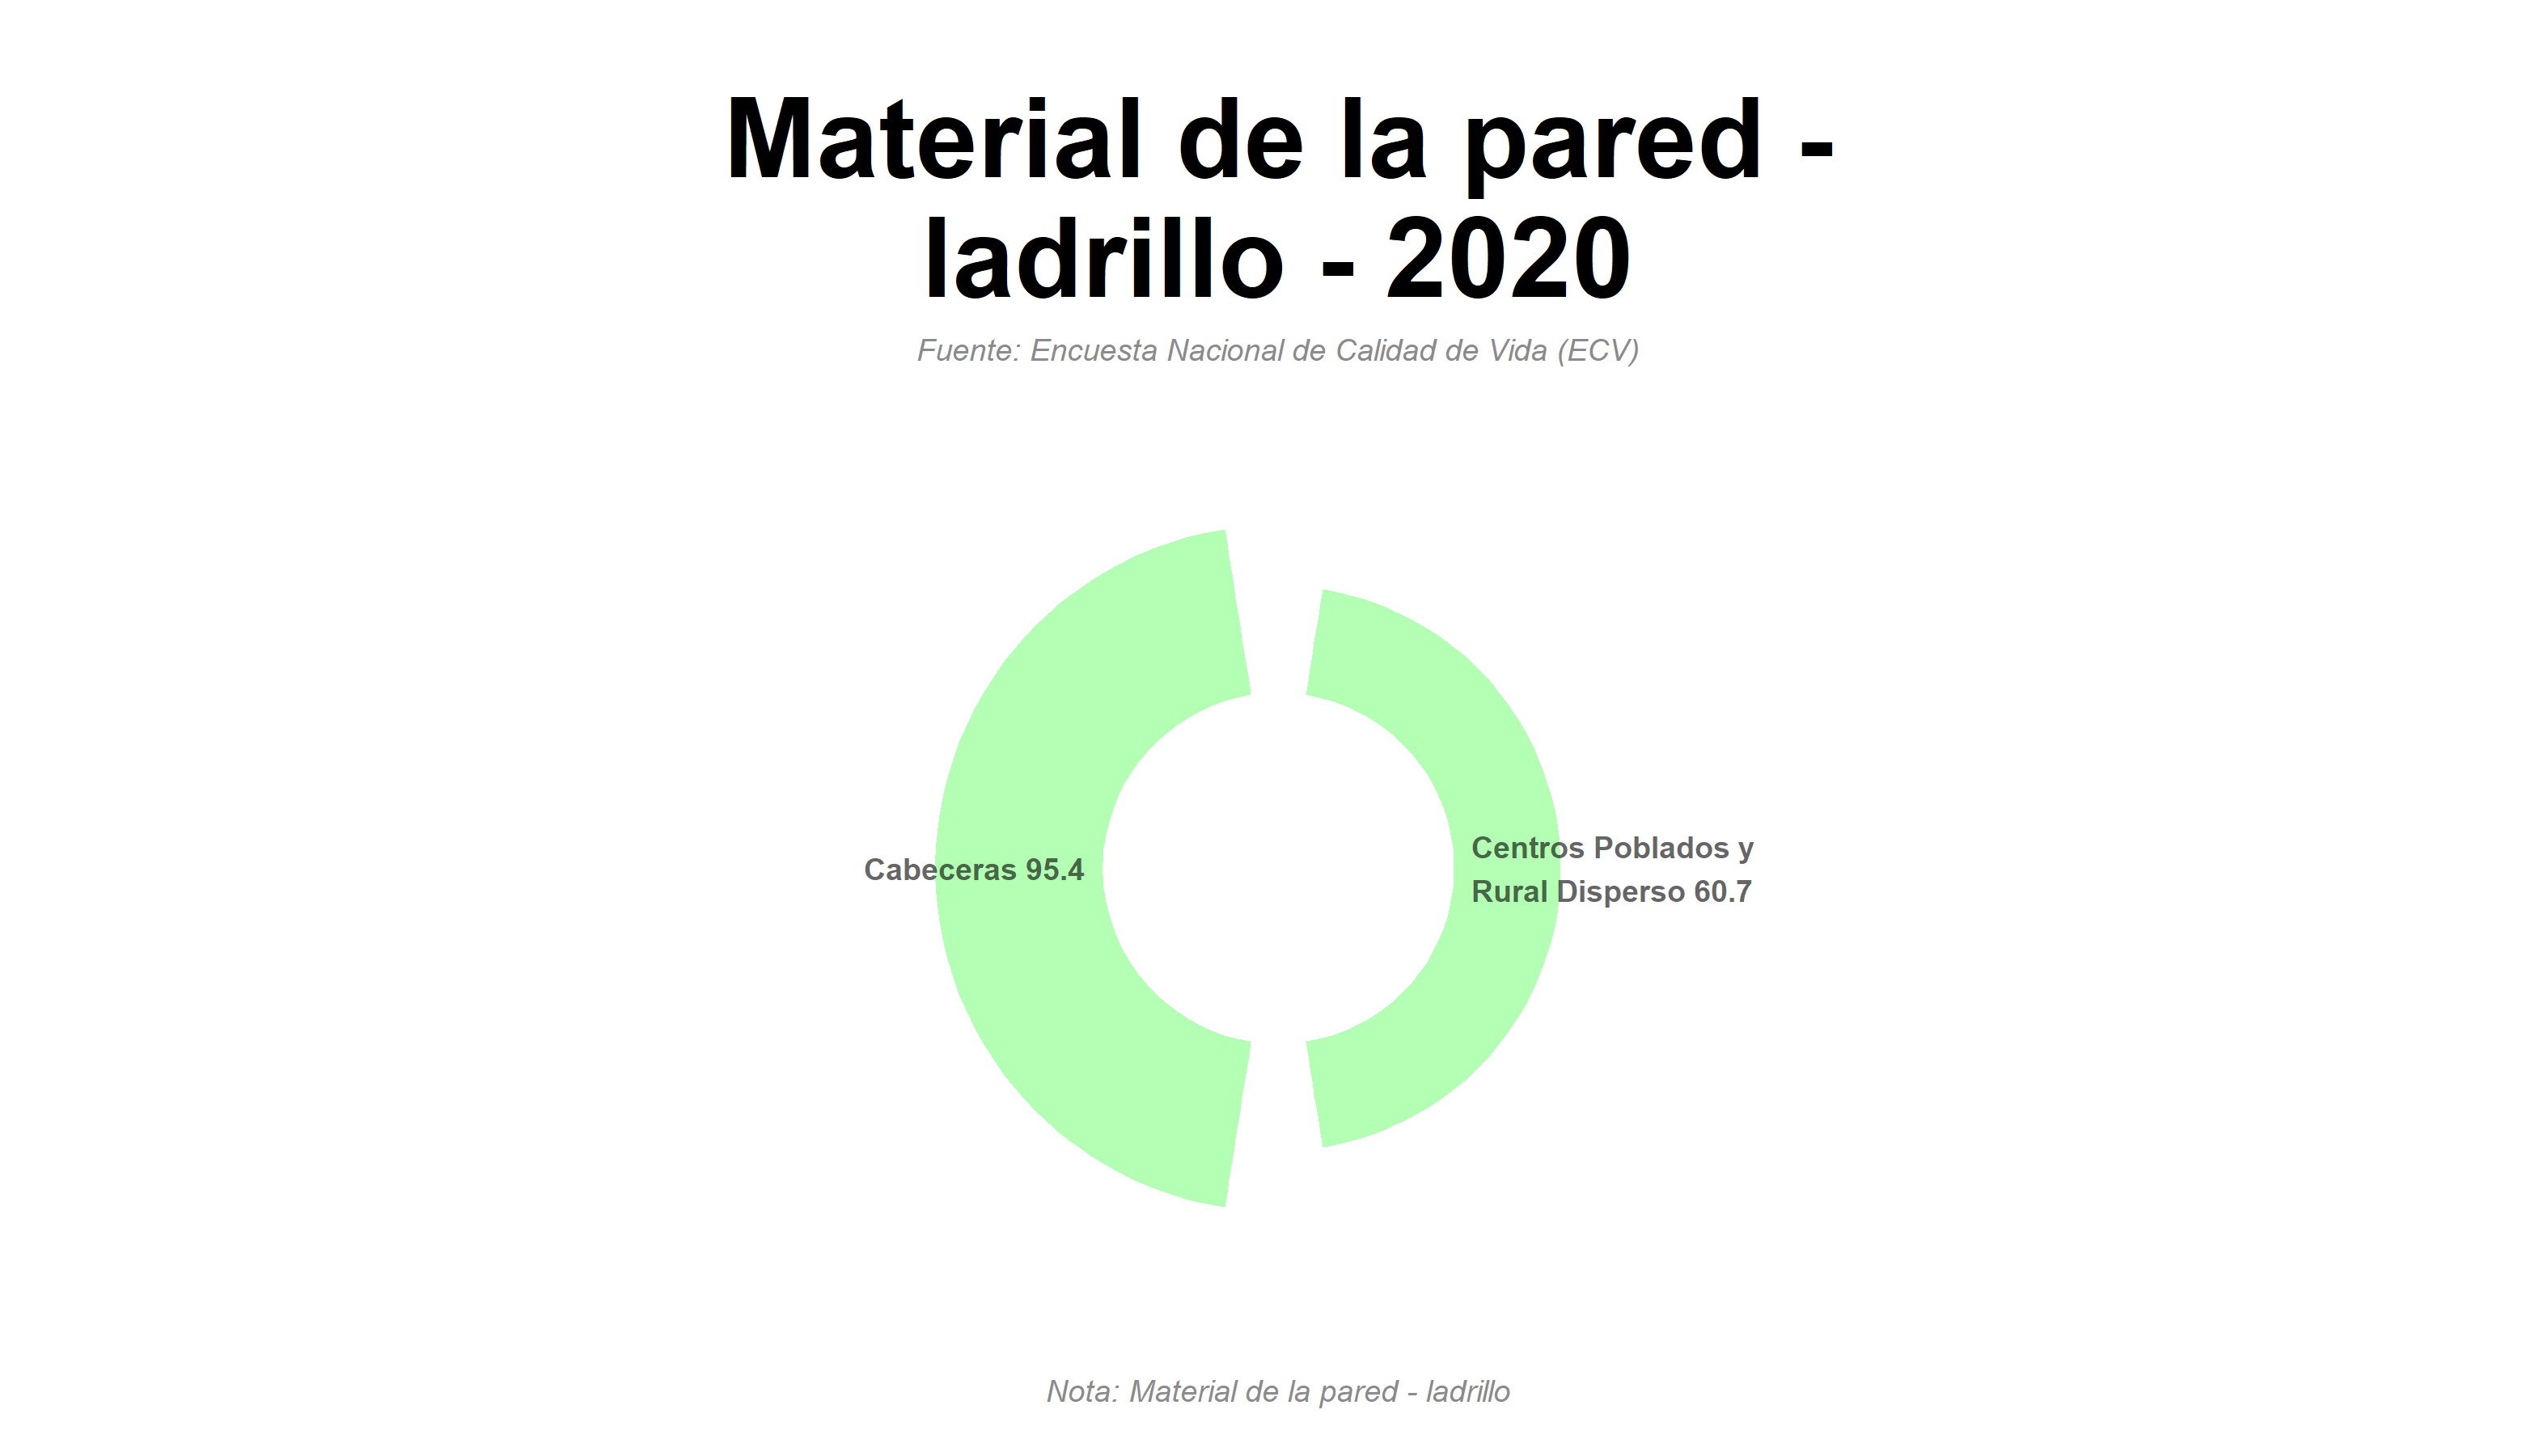 Material de la pared -
ladrillo - 2020
Fuente: Encuesta Nacional de Calidad de Vida (ECV)
Cabeceras 95.4
Centros Poblados y
Rural Disperso 60.7
Nota: Material de la pared - ladrillo